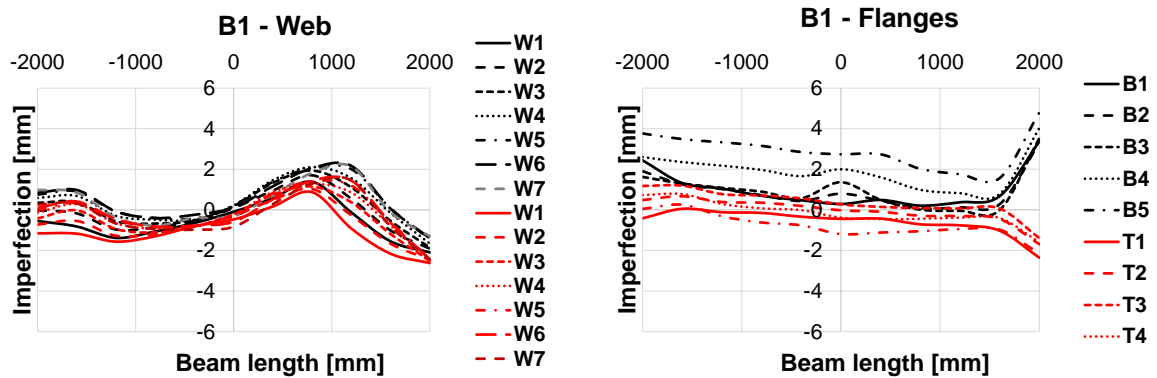 B1 - Web
-2000 -1000 0 1000 2000
6
4
2
0
-2
-4
-6
Imperfection [mm]
Beam length [mm]
W1
W2
W3
W4
W5
W6
W7
W1
W2
W3
W4
W5
W6
W7
B1 - Flanges
-2000 -1000 0 1000 2000
6
4
2
0
-2
-4
-6
Imperfection [mm]
Beam length [mm]
B1
B2
B3
B4
B5
T1
T2
T3
T4